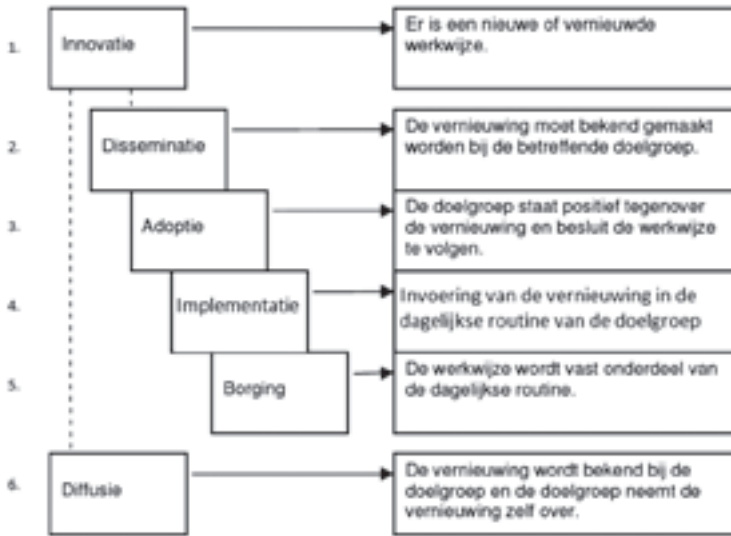 1.
Innovatie
Er is een nieuwe of vernieuwde
werkwijze.
2.
Disseminatie
De vernieuwing moet bekend gemaakt
worden bij de betreffende doelgroep.
3.
Adoptie
De doelgroep staat positief tegenover
de vernieuwing en besluit de werkwijze
te volgen.
4.
Implementatie
Invoering van de vernieuwing in de
dagelijkse routine van de doelgroep
5.
Borging
De werkwijze wordt vast onderdeel van
de dagelijkse routine.
6.
Diffusie
De vernieuwing wordt bekend bij de
doelgroep en de doelgroep neemt de
vernieuwing zelf over.